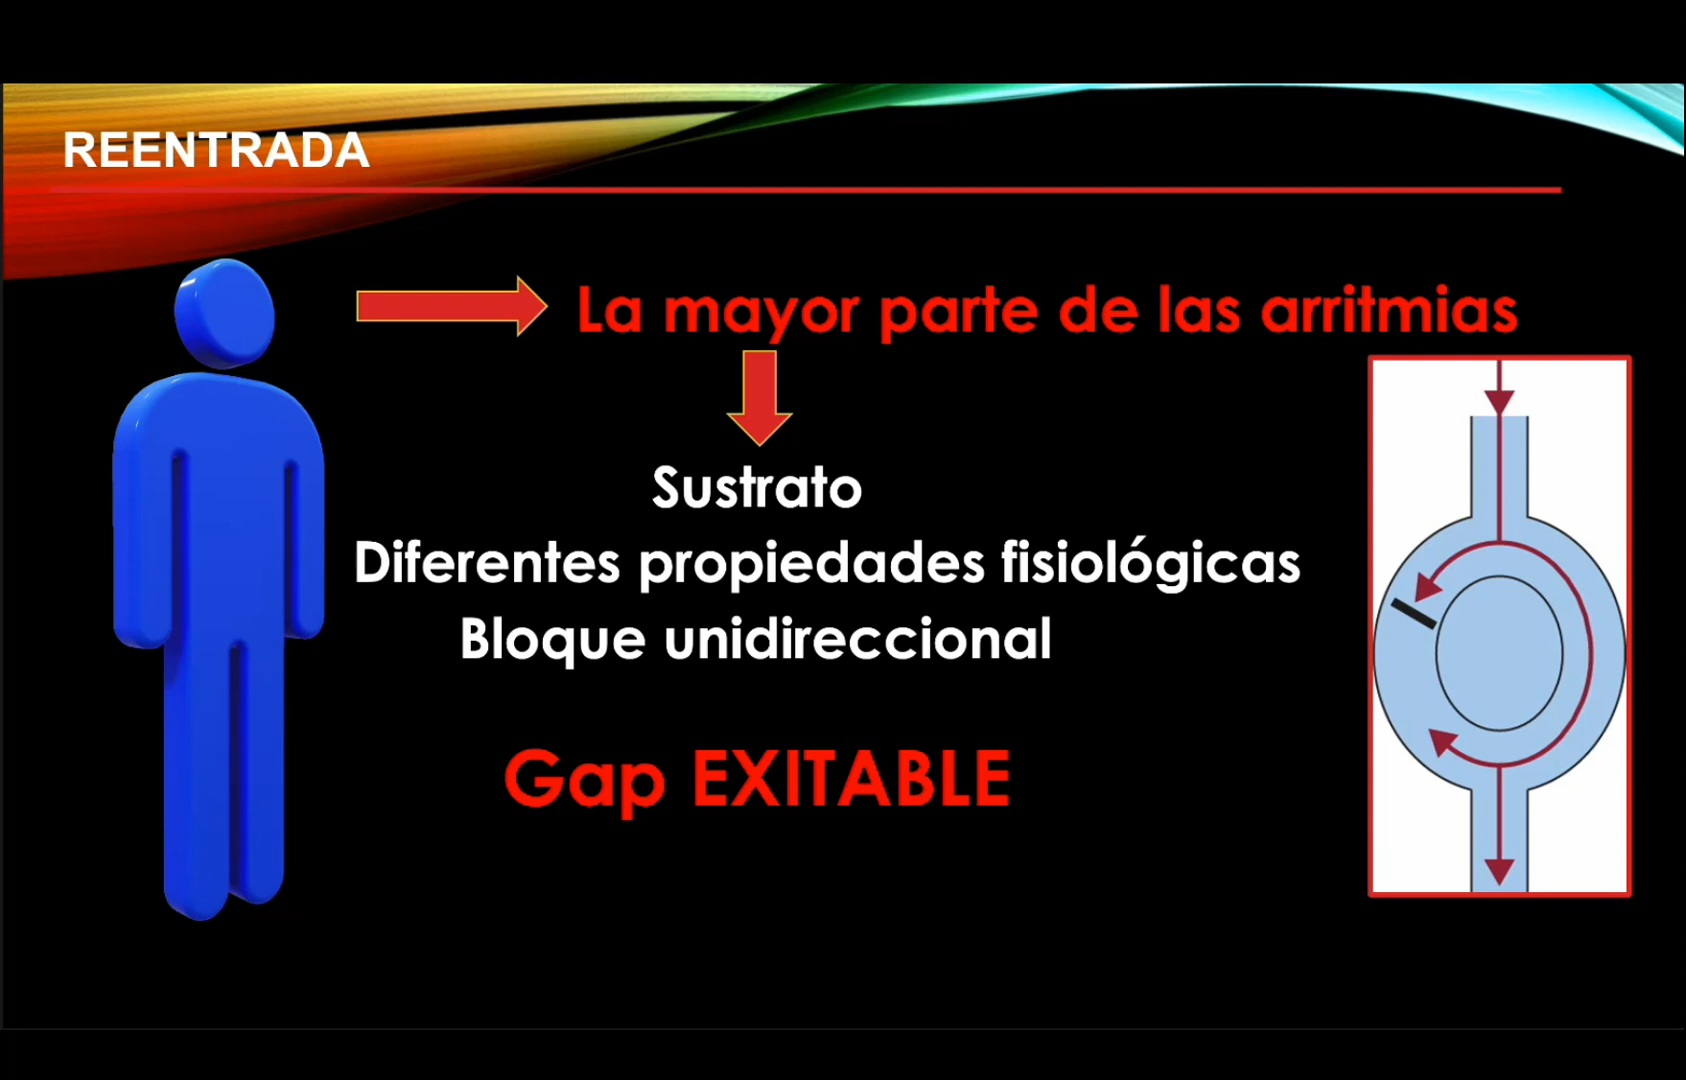 REENTRADA
La mayor parte de las arritmias
Sustrato
Diferentes propiedades fisiológicas
Bloque unidireccional
Gap EXITABLE